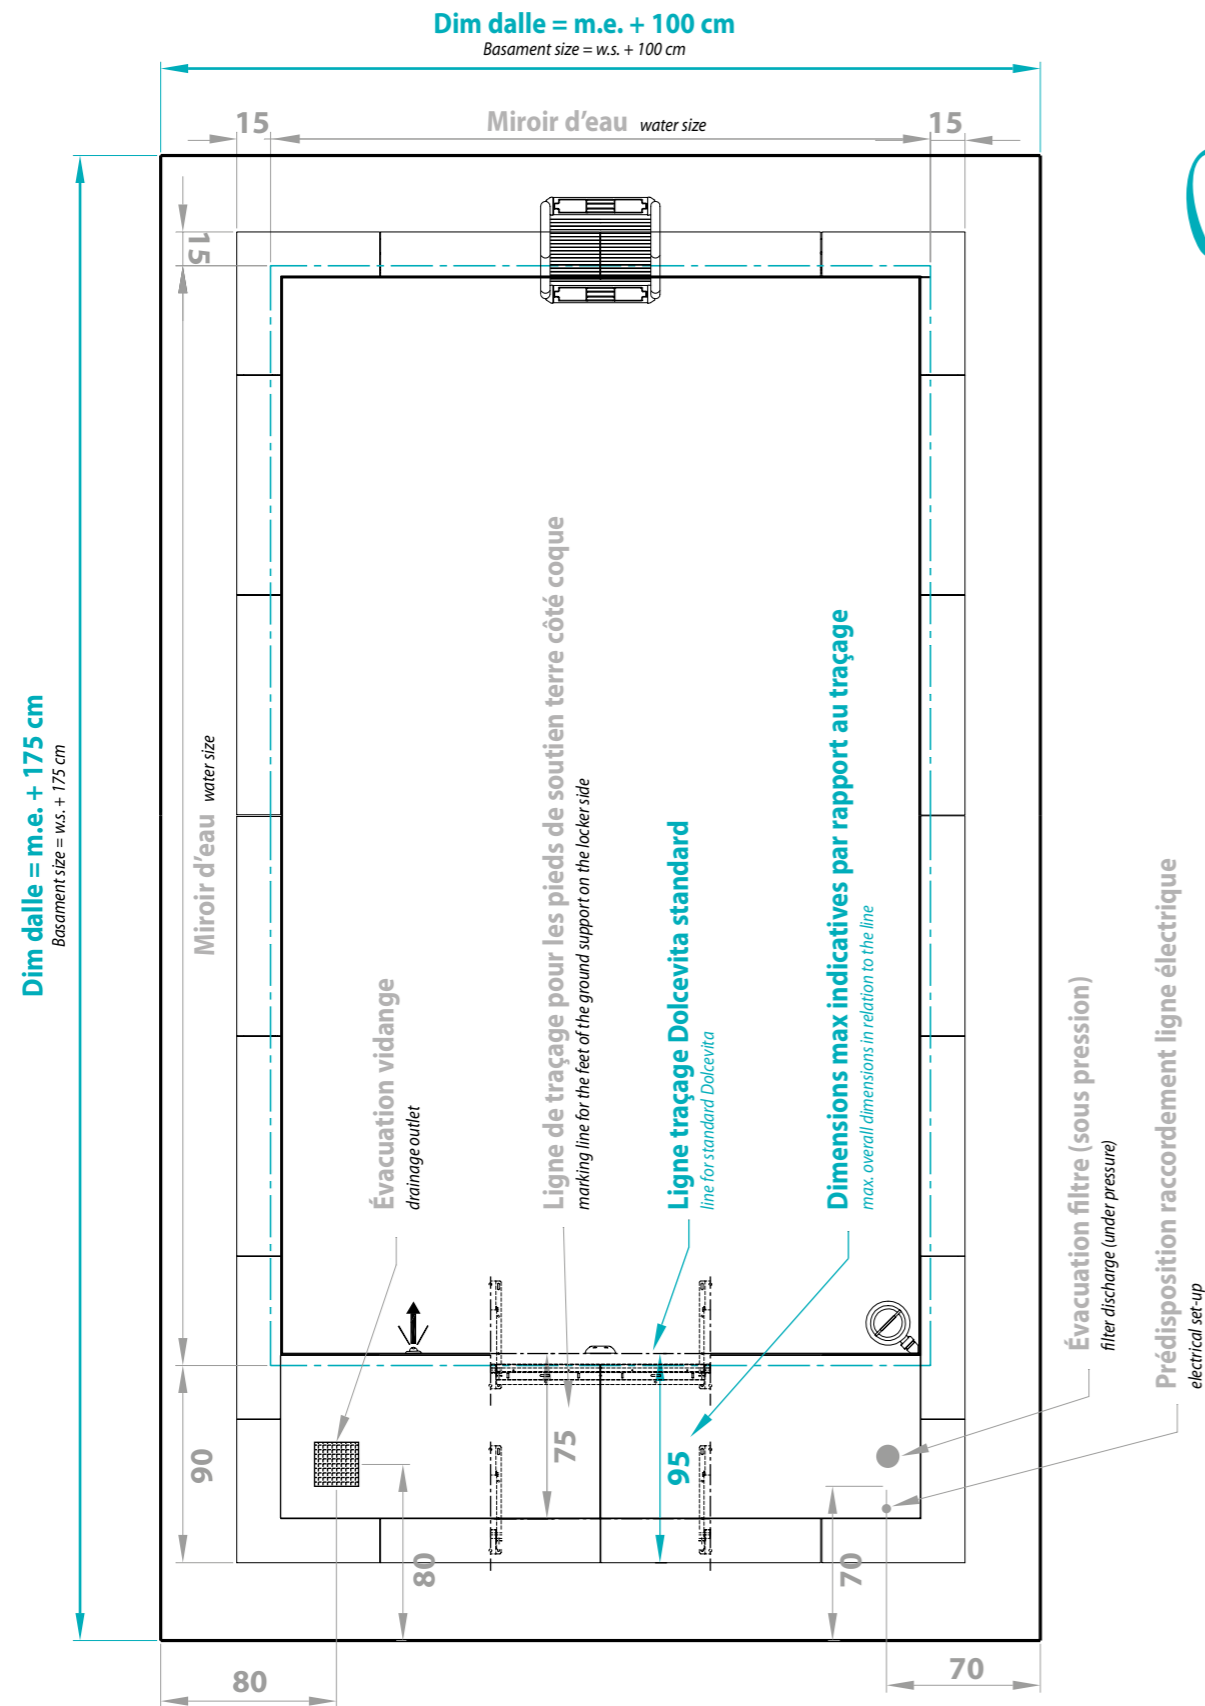 Dim dalle = m.e. + 100 cm
Basament size = w.s. + 100 cm
15
Miroir d'eau water size
15
15
Dim dalle = m.e. + 175 cm
Basament size = w.s. + 175 cm
Miroir d'eau water size
Évacuation vidange
drainage outlet
Ligne de traçage pour les pieds de soutien terre côté coque
marking line for the feet of the ground support on the locker side
Ligne traçage Dolcevita standard
line for standard Dolcevita
Dimensions max indicatives par rapport au traçage
max. overall dimensions in relation to the line
Évacuation filtre (sous pression)
filter discharge (under pressure)
Prédisposition raccordement ligne électrique
electrical set-up
90
75
95
80
70
80
70